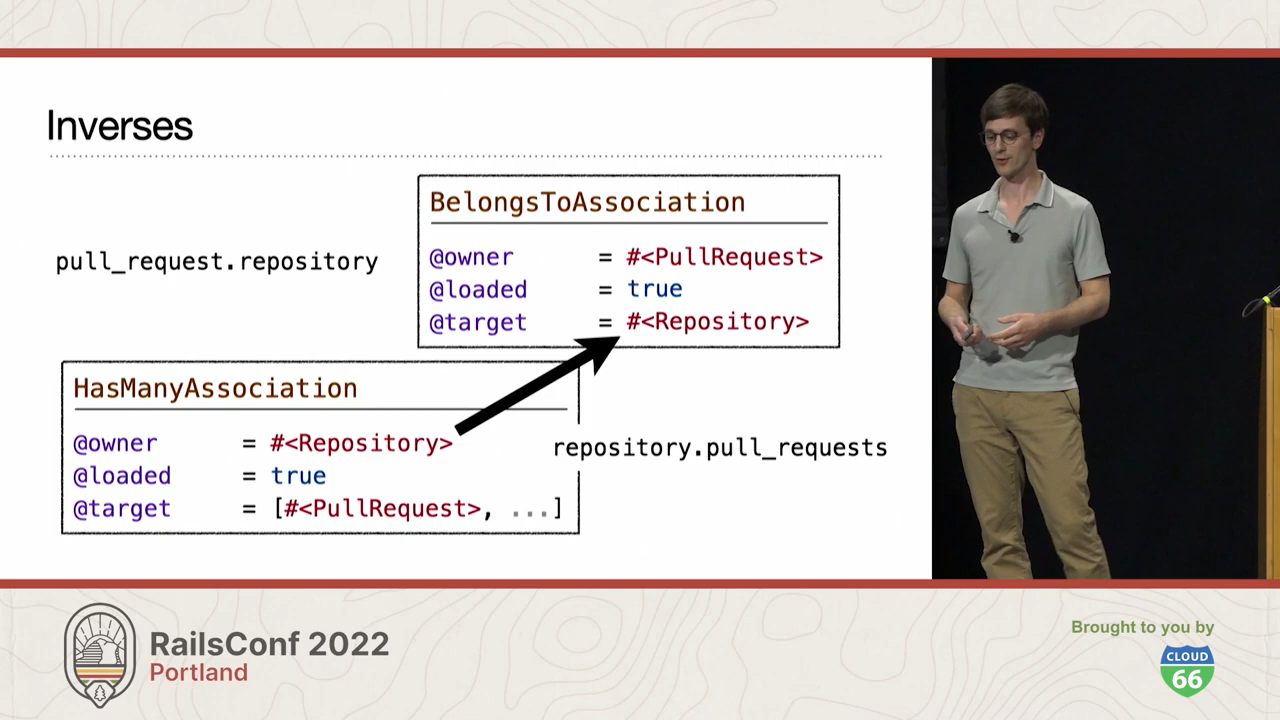 Inverses
BelongsToAssociation
pull_request.repository
@owner = #<PullRequest>
@loaded = true
@target = #<Repository>
HasManyAssociation
@owner = #<Repository>
@loaded = true
@target = [#<PullRequest>, ...]
repository.pull_requests
RailsConf 2022
Portland
Brought to you by
CLOUD
66